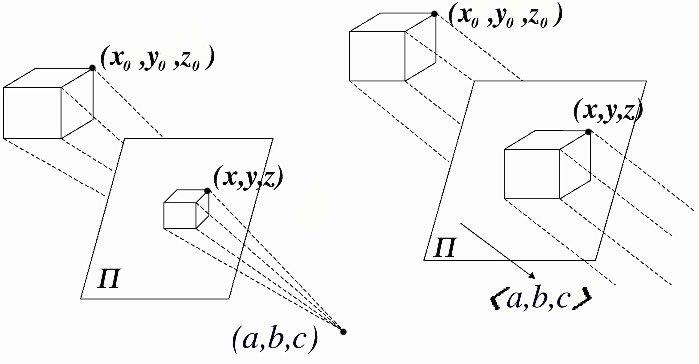 (x₀ ,y₀ ,z₀ )
(x,y,z)
Π
(a,b,c)
(x₀ ,y₀ ,z₀ )
(x,y,z)
Π
<a,b,c>